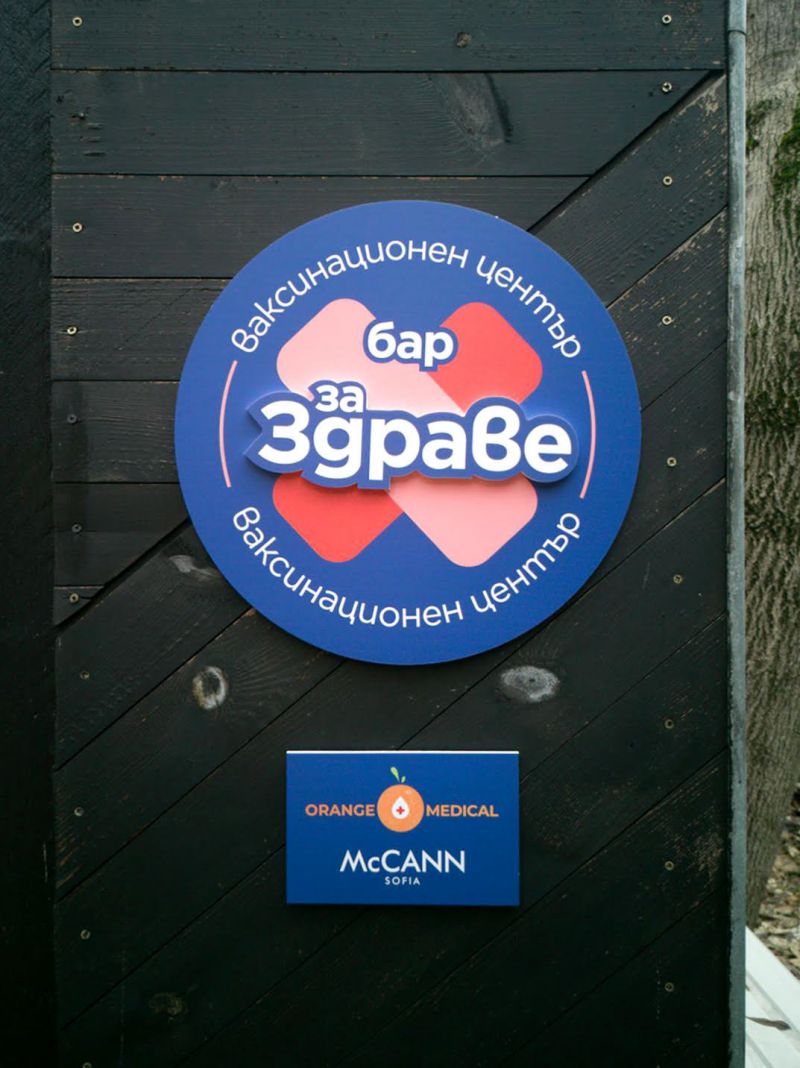 Ваксинационен център
бар
за
Здраве
Ваксинационен център
ORANGE MEDICAL
McCANN
SOFIA